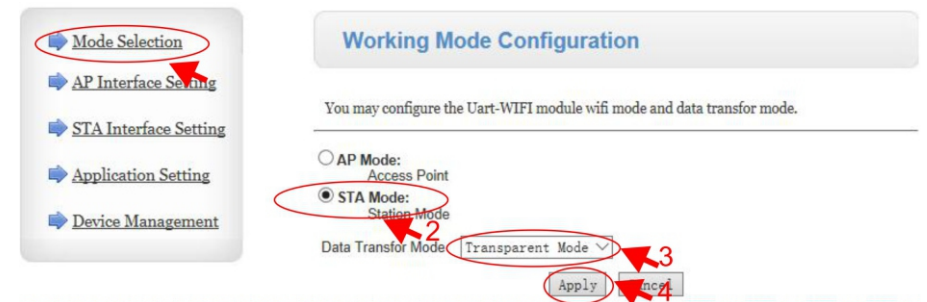 Mode Selection
AP Interface Setting
STA Interface Setting
Application Setting
Device Management
Working Mode Configuration
You may configure the Uart-WIFI module wifi mode and data transfor mode.
AP Mode:
Access Point
STA Mode:
Station Mode
2
Data Transfor Mode Transparent Mode
3
Apply Cancel
4